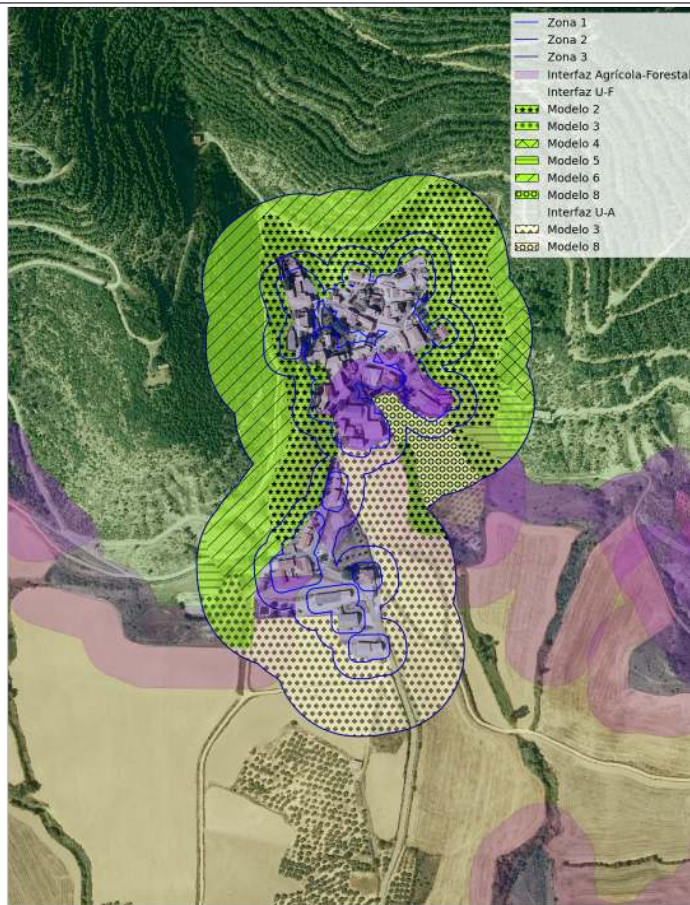 Zona 1
Zona 2
Zona 3
Interfaz Agrícola-Forestal
Interfaz U-F
Modelo 2
Modelo 3
Modelo 4
Modelo 5
Modelo 6
Modelo 8
Interfaz U-A
Modelo 3
Modelo 8